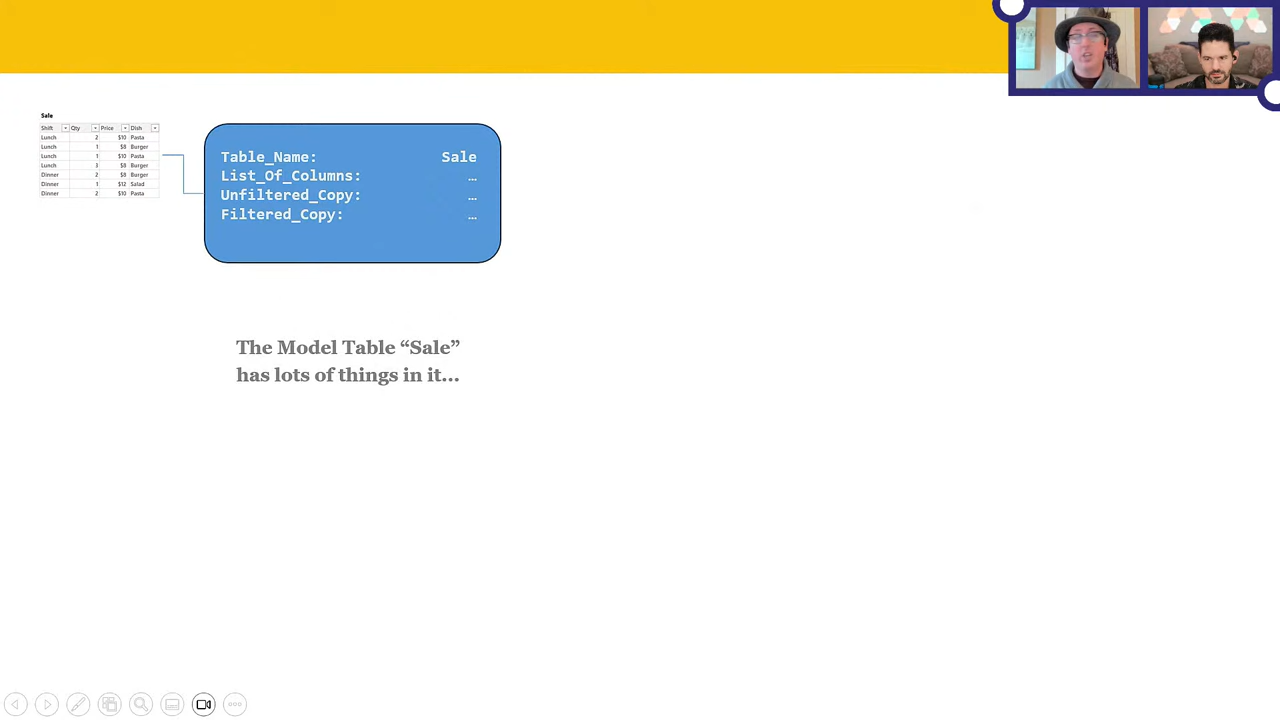 Sale
Shift Qty Price Dish
Lunch 2 $10 Pasta
Lunch 1 $8 Burger
Lunch 1 $10 Pasta
Lunch 3 $8 Burger
Dinner 2 $8 Burger
Dinner 1 $12 Salad
Dinner 2 $10 Pasta
Table_Name: Sale
List_Of_Columns: …
Unfiltered_Copy: …
Filtered_Copy: …
The Model Table “Sale”
has lots of things in it…